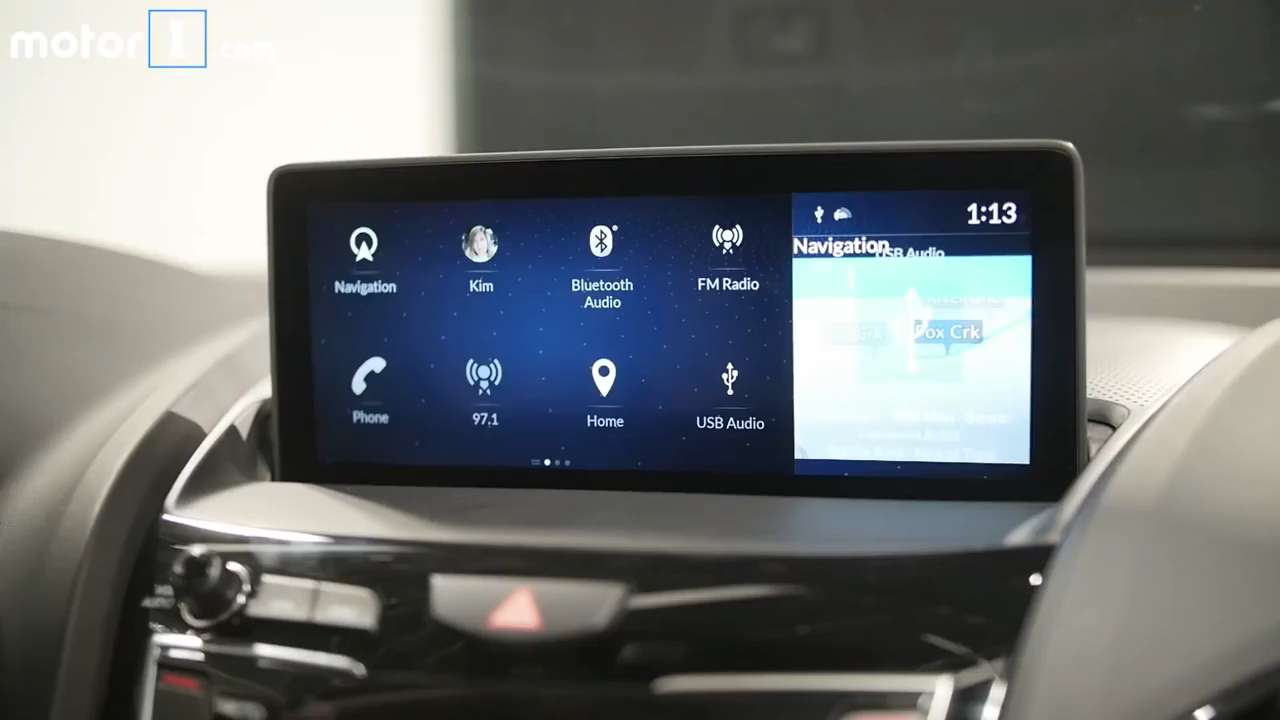 motor1.com
1:13
Navigation
USB Audio
Navigation
Kim
Bluetooth
Audio
FM Radio
Fox Crk
Phone
97.1
Home
USB Audio